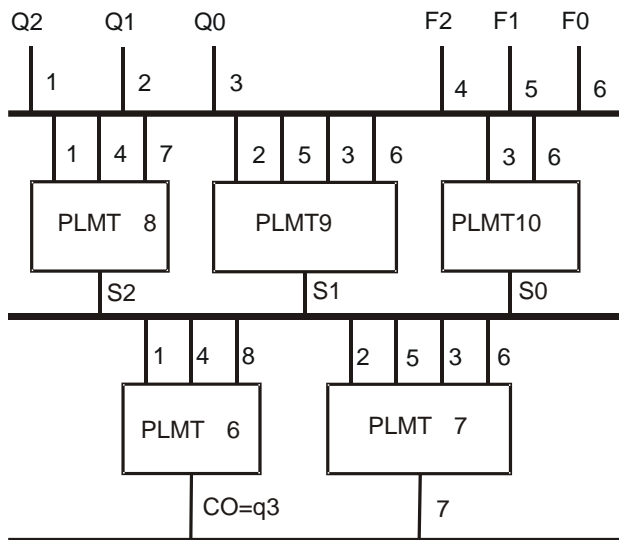 Q2 Q1 Q0 F2 F1 F0
1 2 3 4 5 6
1 4 7 2 5 3 6 3 6
PLMT 8 PLMT9 PLMT10
S2 S1 S0
1 4 8 2 5 3 6
PLMT 6 PLMT 7
CO=q3 7